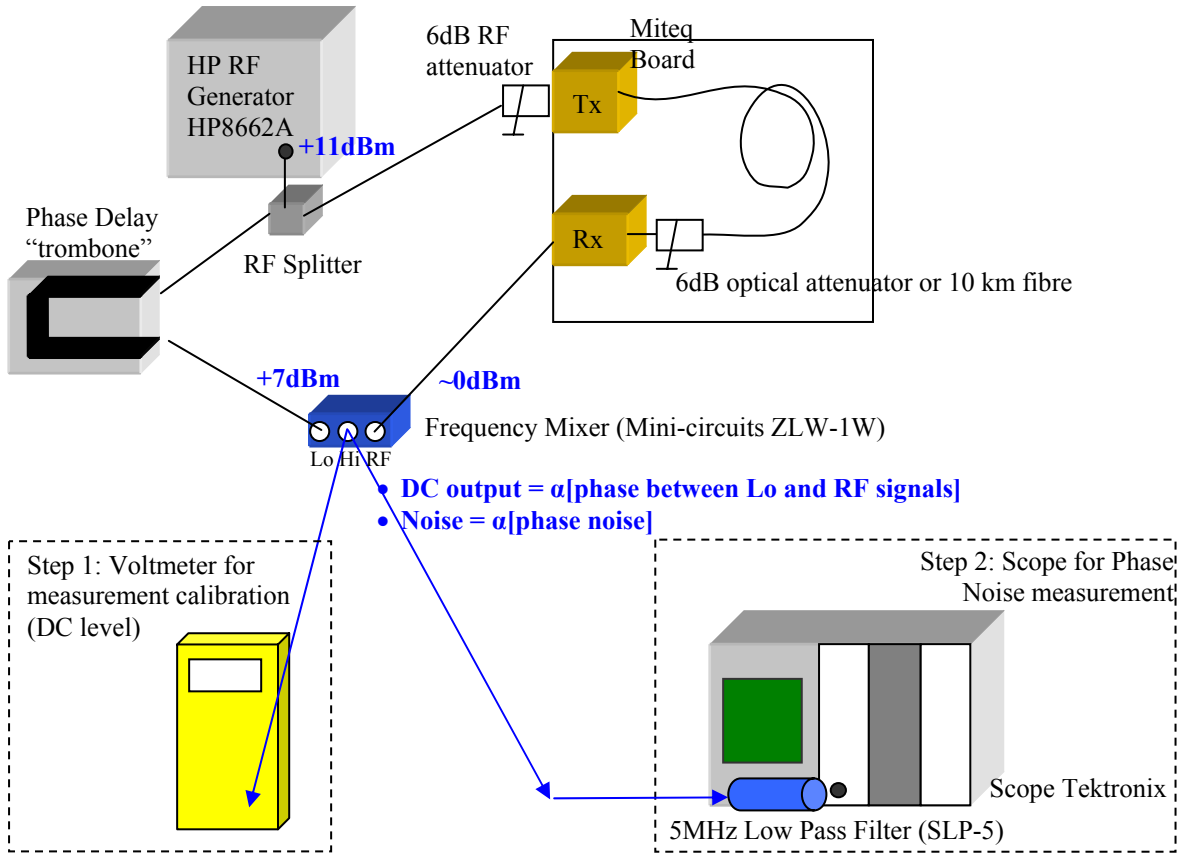 HP RF
Generator
HP8662A
+11dBm
6dB RF
attenuator
Miteq
Board
Tx
Phase Delay
“trombone”
RF Splitter
Rx
6dB optical attenuator or 10 km fibre
+7dBm
~0dBm
Frequency Mixer (Mini-circuits ZLW-1W)
Lo Hi RF
• DC output = α[phase between Lo and RF signals]
• Noise = α[phase noise]
Step 1: Voltmeter for
measurement calibration
(DC level)
Step 2: Scope for Phase
Noise measurement
Scope Tektronix
5MHz Low Pass Filter (SLP-5)